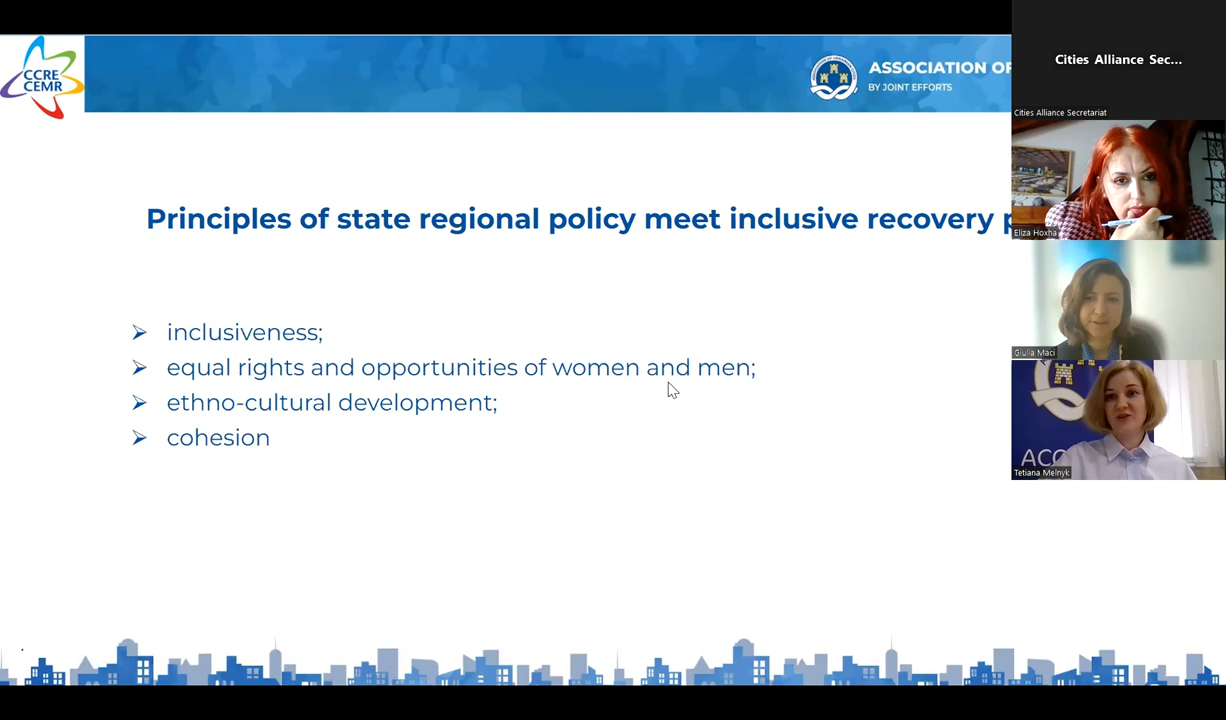 CCRE
CEMR
ASSOCIATION OF
BY JOINT EFFORTS
Cities Alliance Sec...
Cities Alliance Secretariat
Eliza Hoxha
Giulia Maci
ACC
Tetiana Melnyk
Principles of state regional policy meet inclusive recovery
inclusiveness;
equal rights and opportunities of women and men;
ethno-cultural development;
cohesion